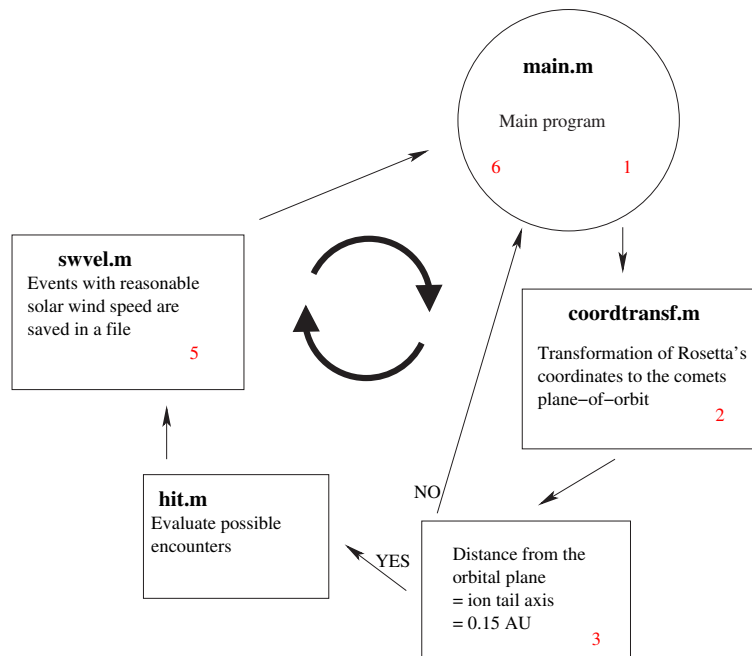 main.m
Main program
6
1
swvel.m
Events with reasonable
solar wind speed are
saved in a file
5
coordtransf.m
Transformation of Rosetta's
coordinates to the comets
plane−of−orbit
2
NO
hit.m
Evaluate possible
encounters
YES
Distance from the
orbital plane
= ion tail axis
= 0.15 AU
3